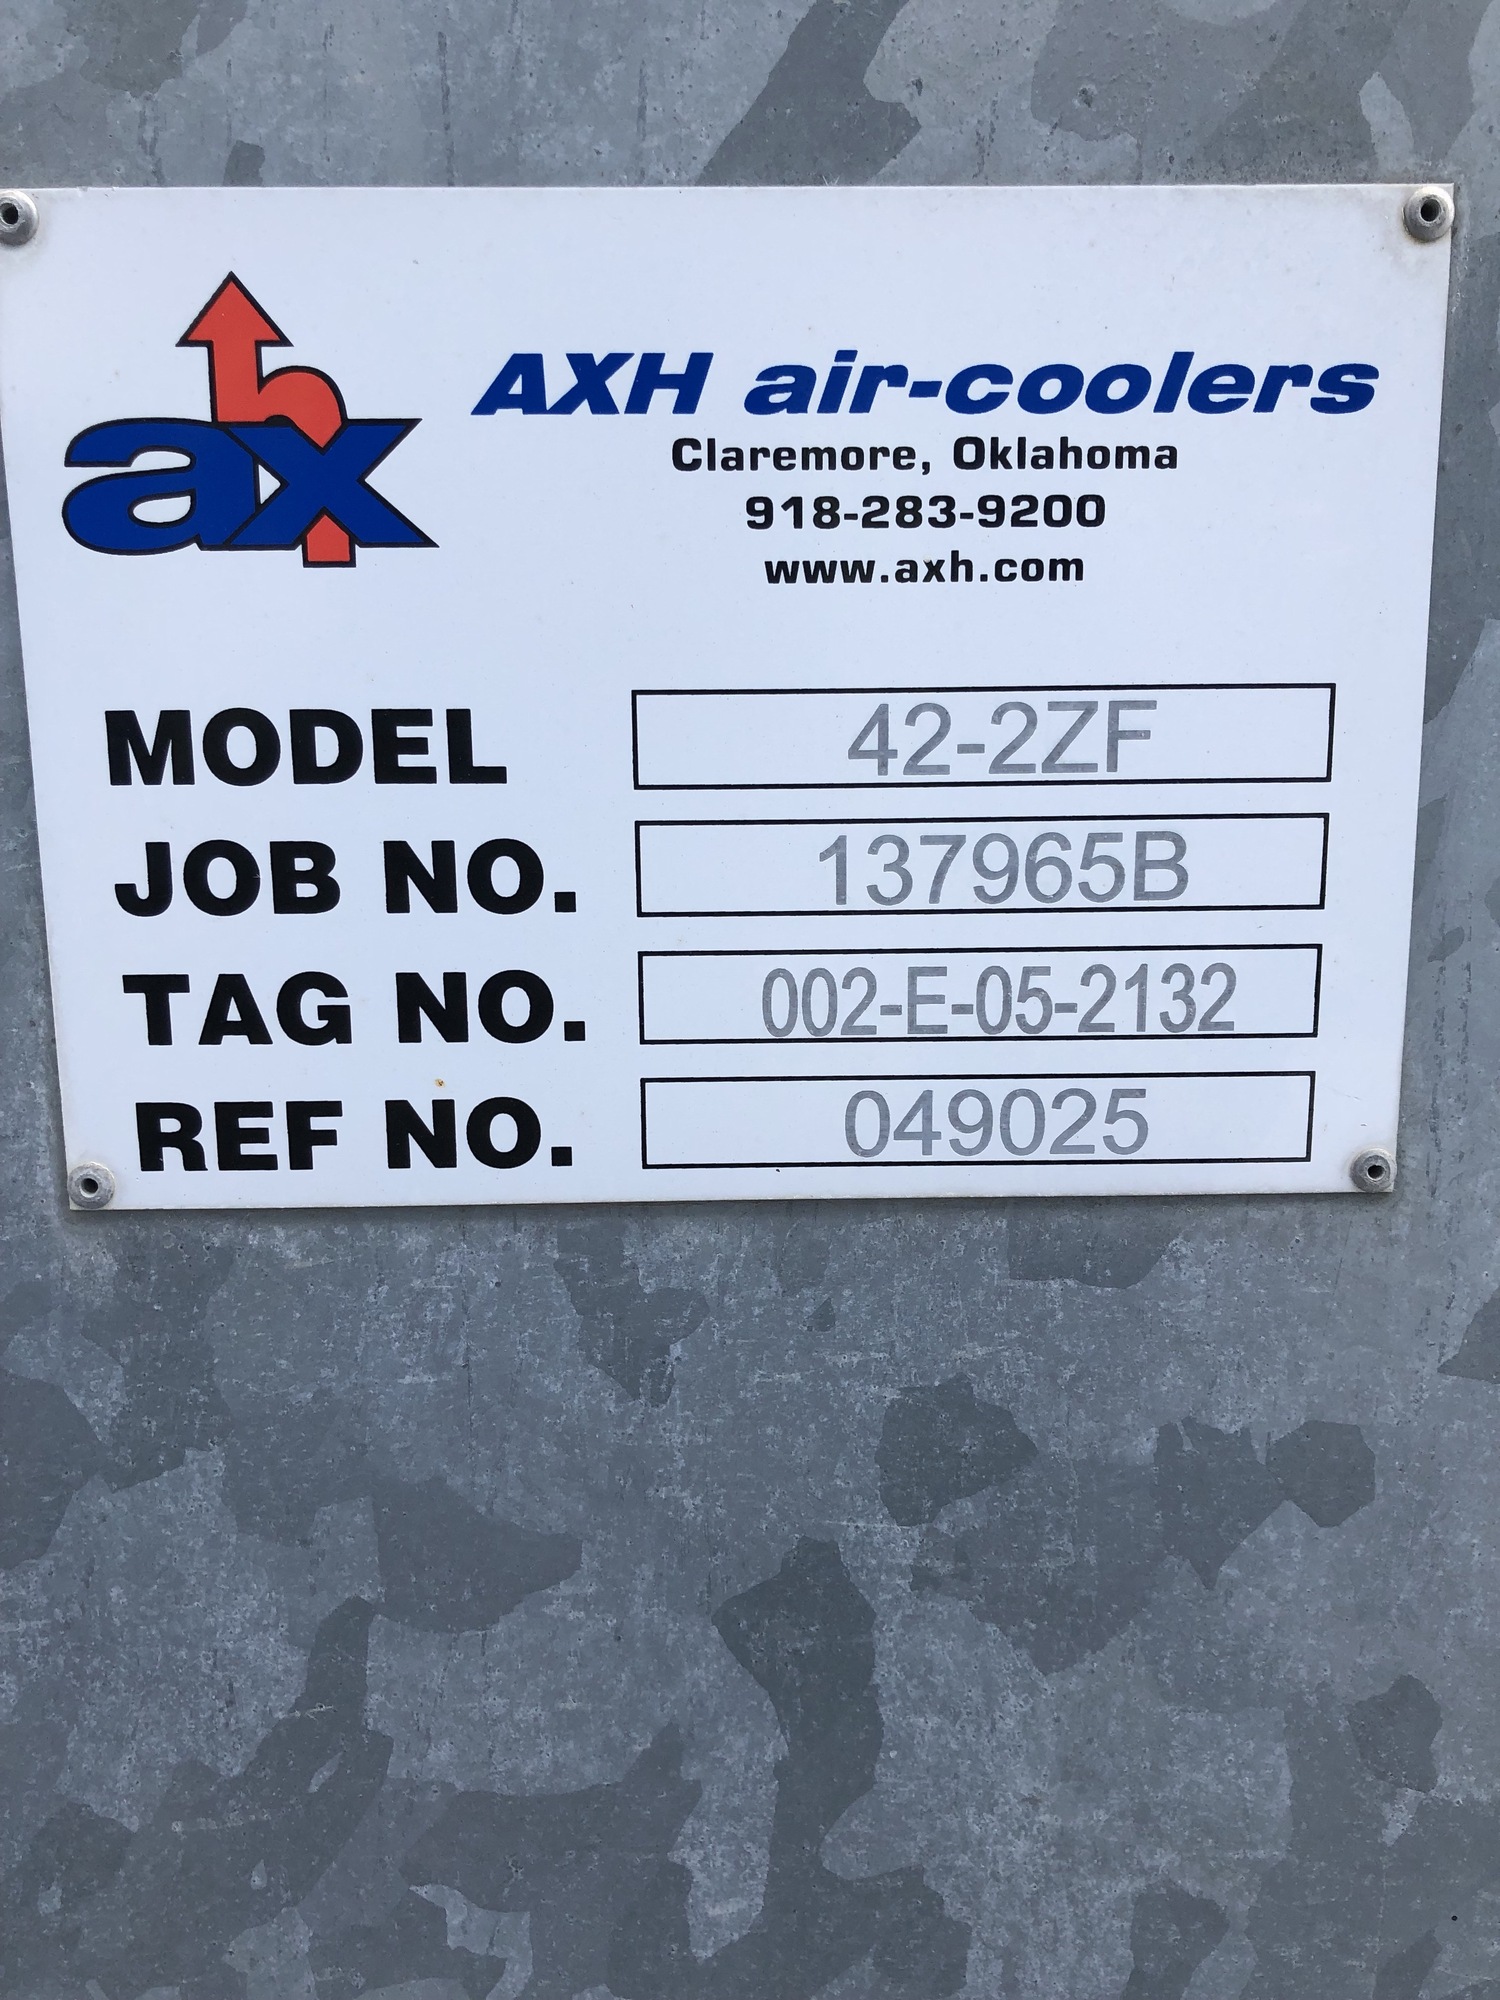 axh
AXH air-coolers
Claremore, Oklahoma
918-283-9200
www.axh.com
MODEL 42-2ZF
JOB NO. 137965B
TAG NO. 002-E-05-2132
REF NO. 049025